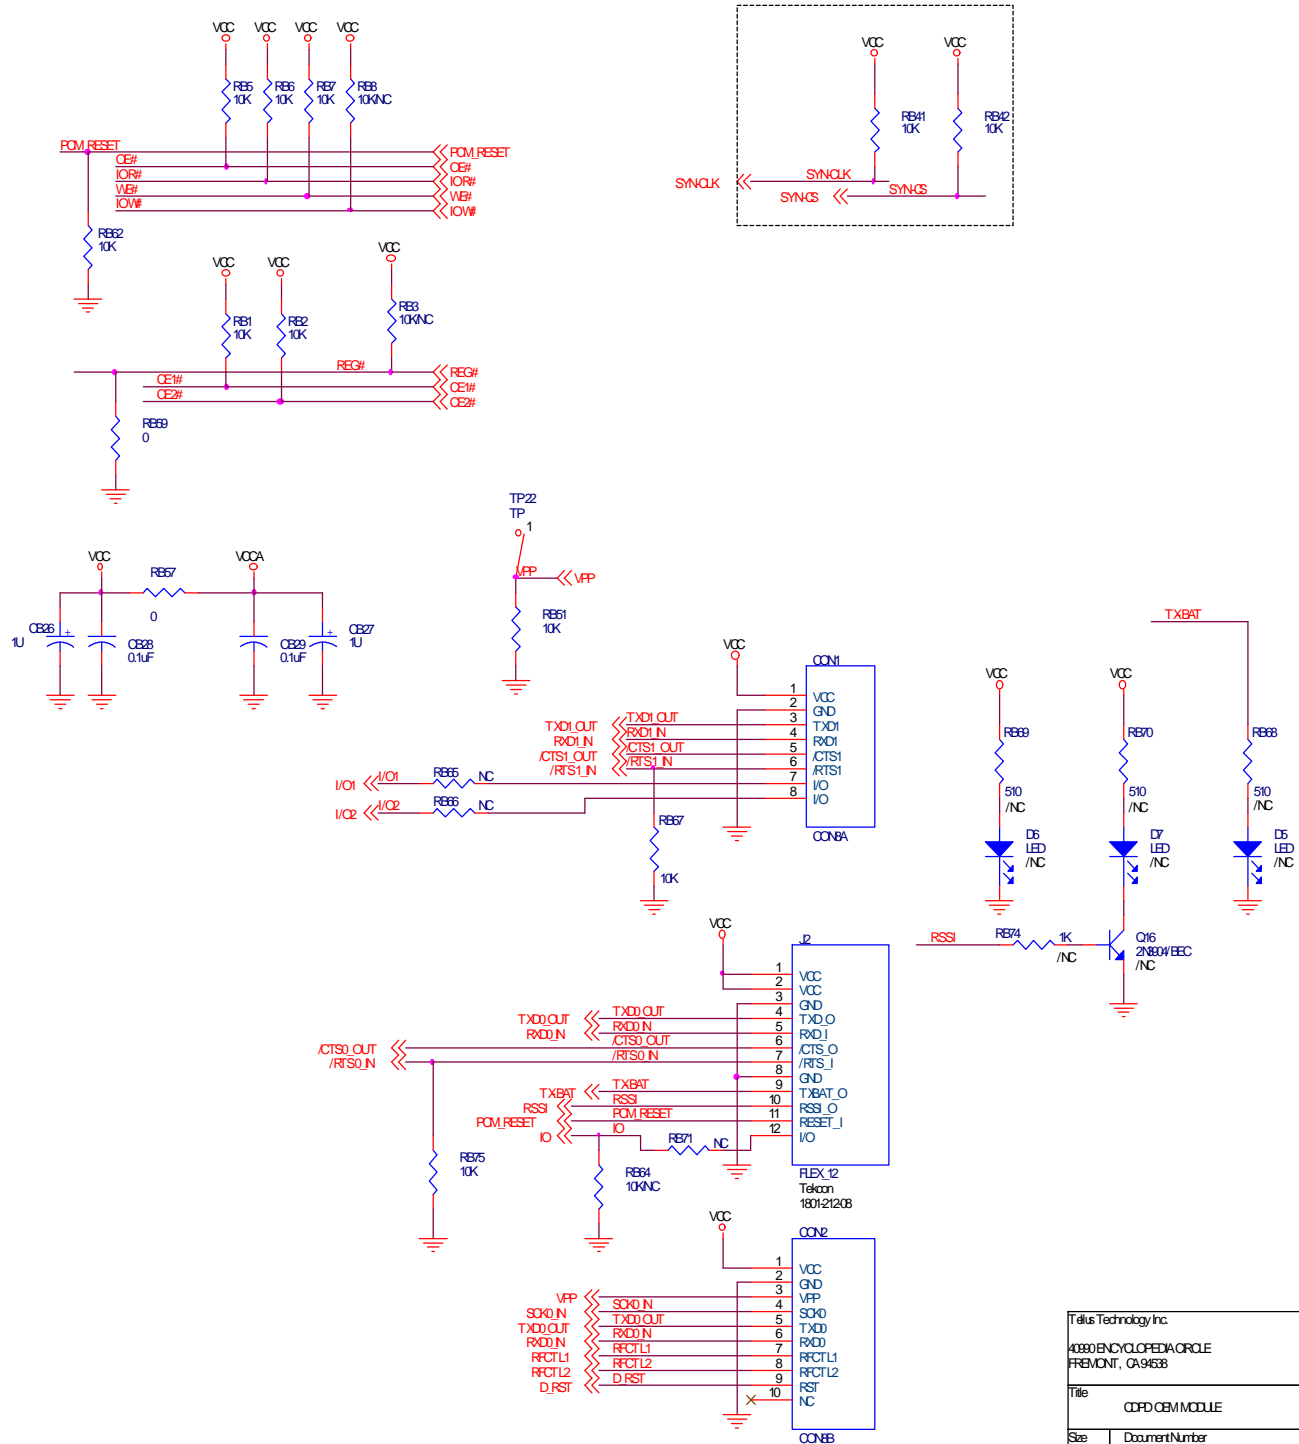 VCC VCC VCC VCC
RB5 10K
RB6 10K
RB7 10K
RB8 10K/NC
PCM_RESET
OE#
IOR#
WE#
IOW#
PCM_RESET
OE#
IOR#
WE#
IOW#
RB62
10K
VCC VCC
RB41
10K
RB42
10K
SYN-CLK
SYN-CLK
SYN-CS
SYN-CS
VCC VCC VCC
RB1
10K
RB2
10K
RB3
10K/NC
REG#
CE1#
CE2#
REG#
CE1#
CE2#
RB59
0
TP22
TP
1
VPP
VPP
RB51
10K
VCC
RB57
0
VCCA
CB26
1U
CB28
0.1uF
CB29
0.1uF
CB27
1U
VCC
CON1
1 VCC
2 GND
3 TXD1
4 RXD1
5 /CTS1
6 /RTS1
7 I/O
8 I/O
CON8A
TXD1_OUT
RXD1_IN
/CTS1_OUT
/RTS1_IN
TXD1_OUT
RXD1_IN
/CTS1_OUT
/RTS1_IN
I/O1
I/O1
RB65
NC
I/O2
I/O2
RB66
NC
RB67
10K
TXBAT
VCC VCC
RB69
510
/NC
RB70
510
/NC
RB68
510
/NC
D6
LED
/NC
D7
LED
/NC
D5
LED
/NC
RSSI
RB74
1K
/NC
Q16
2N3904/BEC
/NC
VCC
J2
1 VCC
2 VCC
3 GND
4 TXD_O
5 RXD_I
6 /CTS_O
7 /RTS_I
8 GND
9 TXBAT_O
10 RSSI_O
11 RESET_I
12 I/O
FLEX_12
Tekcon
1801-212-08
TXD0_OUT
RXD0_IN
/CTS0_OUT
/RTS0_IN
TXD0_OUT
RXD0_IN
/CTS0_OUT
/RTS0_IN
TXBAT
RSSI
PCM_RESET
IO
TXBAT
RSSI
PCM_RESET
IO
RB71
NC
RB75
10K
RB64
10K/NC
VCC
CON2
1 VCC
2 GND
3 VPP
4 SCK0
5 TXD0
6 RXD0
7 RFCTL1
8 RFCTL2
9 RST
10 NC
CON8B
VPP
SCK0_IN
TXD0_OUT
RXD0_IN
RFCTL1
RFCTL2
D_RST
SCK0_IN
TXD0_OUT
RXD0_IN
RFCTL1
RFCTL2
D_RST
Tellus Technology Inc.
40990 ENCYCLOPEDIA CIRCLE
FREMONT, CA 94538
Title
CDPD OEM MODULE
Size Document Number